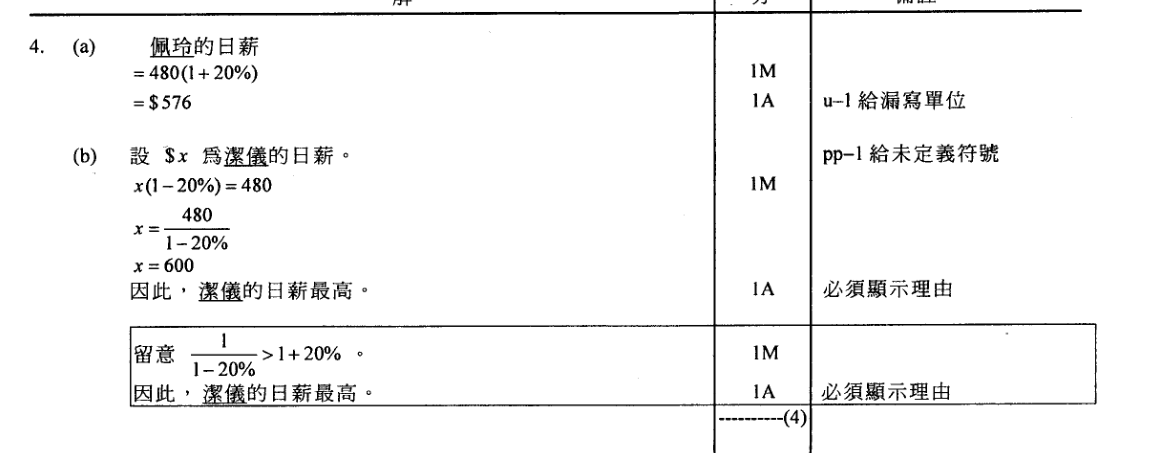 解 分 備註
4. (a) 佩玲的日薪
= 480(1 + 20%) 1M
= $576 1A u–1 給漏寫單位
(b) 設 $x 爲潔儀的日薪。 pp–1 給未定義符號
x(1 – 20%) = 480 1M
x = 480 / 1 – 20%
x = 600
因此，潔儀的日薪最高。 1A 必須顯示理由
留意 1 / 1 – 20% > 1 + 20% 。 1M
因此，潔儀的日薪最高。 1A 必須顯示理由
----------(4)